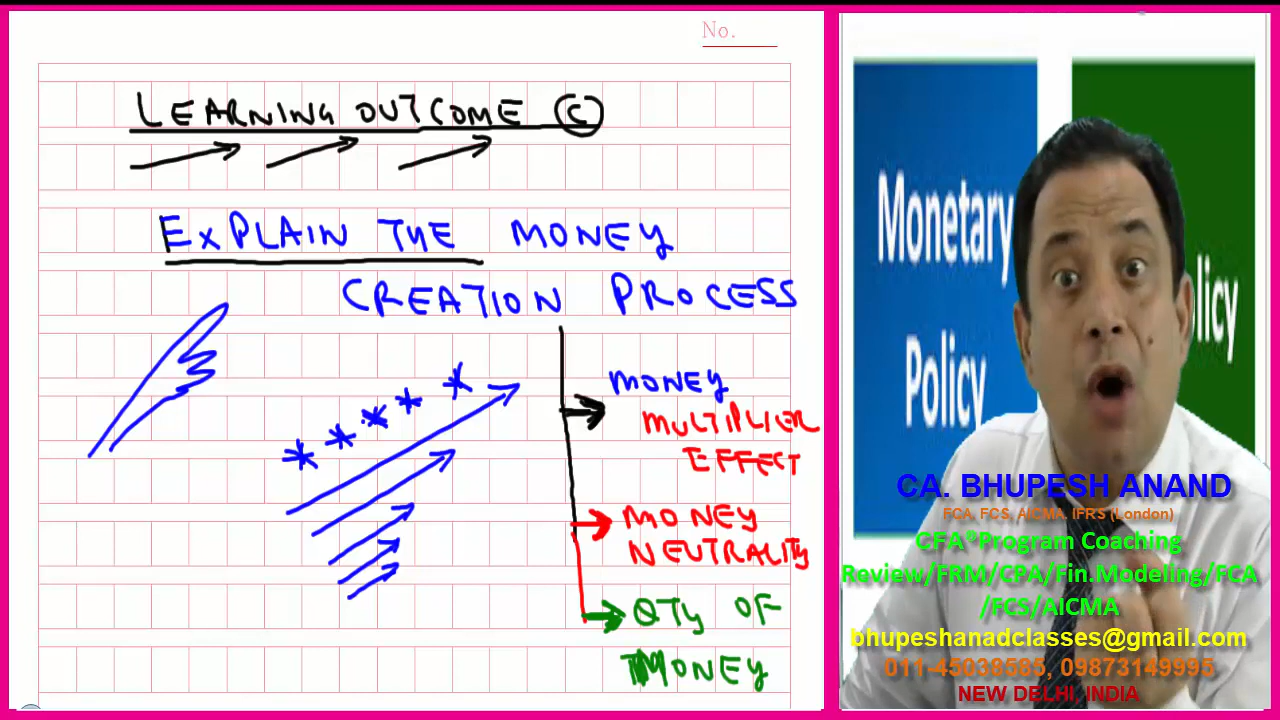 No.
LEARNING OUTCOME (C)
EXPLAIN THE MONEY
CREATION PROCESS
MONEY
MULTIPLIER
EFFECT
MONEY
NEUTRALITY
QTY OF
MONEY
Monetary
Policy
olicy
CA. BHUPESH ANAND
FCA, FCS, AICMA, IFRS (London)
CFA®Program Coaching
Review/FRM/CPA/Fin.Modeling/FCA
/FCS/AICMA
bhupeshanadclasses@gmail.com
011-45038585, 09873149995
NEW DELHI, INDIA